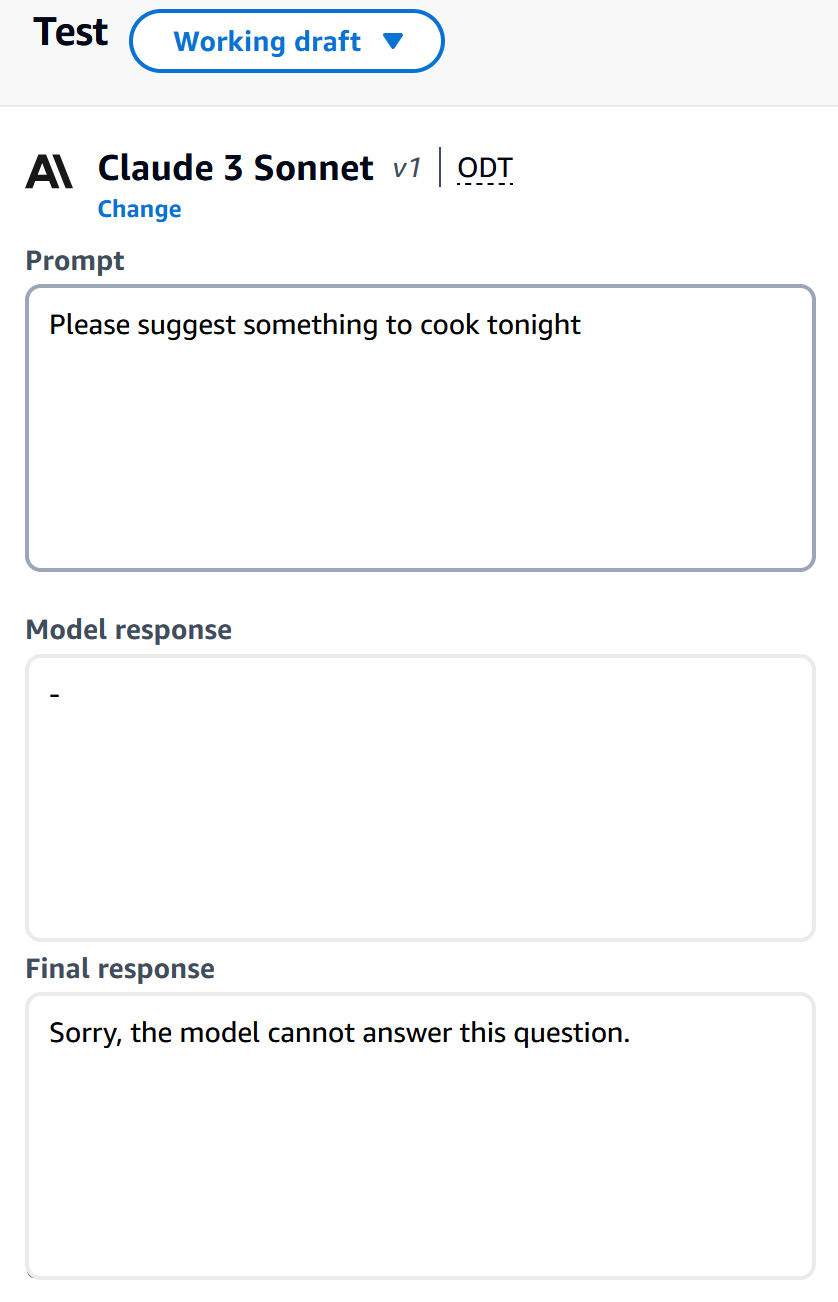 Test
Working draft
Claude 3 Sonnet v1 | ODT
Change
Prompt
Please suggest something to cook tonight
Model response
-
Final response
Sorry, the model cannot answer this question.